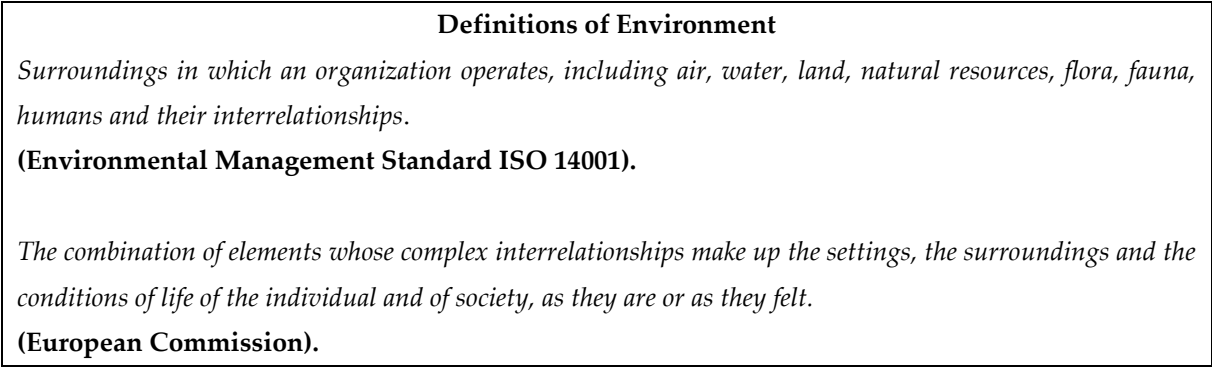 Definitions of Environment
Surroundings in which an organization operates, including air, water, land, natural resources, flora, fauna,
humans and their interrelationships.
(Environmental Management Standard ISO 14001).
The combination of elements whose complex interrelationships make up the settings, the surroundings and the
conditions of life of the individual and of society, as they are or as they felt.
(European Commission).